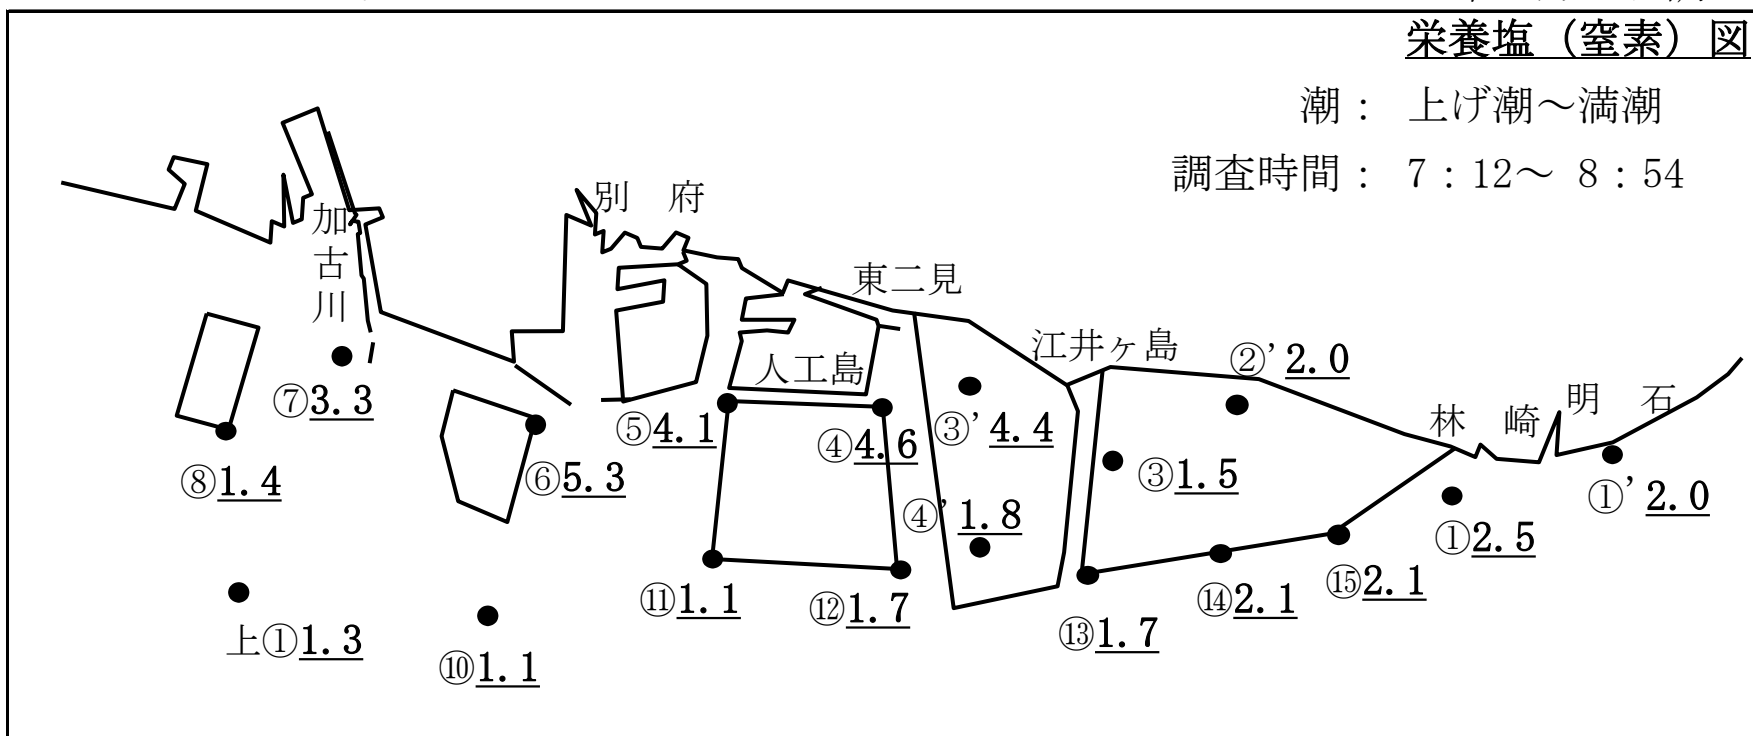 栄養塩（窒素）図
潮： 上げ潮～満潮
調査時間： 7：12～ 8：54
別 府
加古川
東二見
江井ヶ島
人工島
林 崎
明 石
②' 2.0
⑦3.3
⑤4.1
④4.6
③' 4.4
⑧1.4
⑥5.3
③1.5
①' 2.0
④' 1.8
①2.5
⑪1.1
⑫1.7
⑬1.7
⑭2.1
⑮2.1
上①1.3
⑩1.1